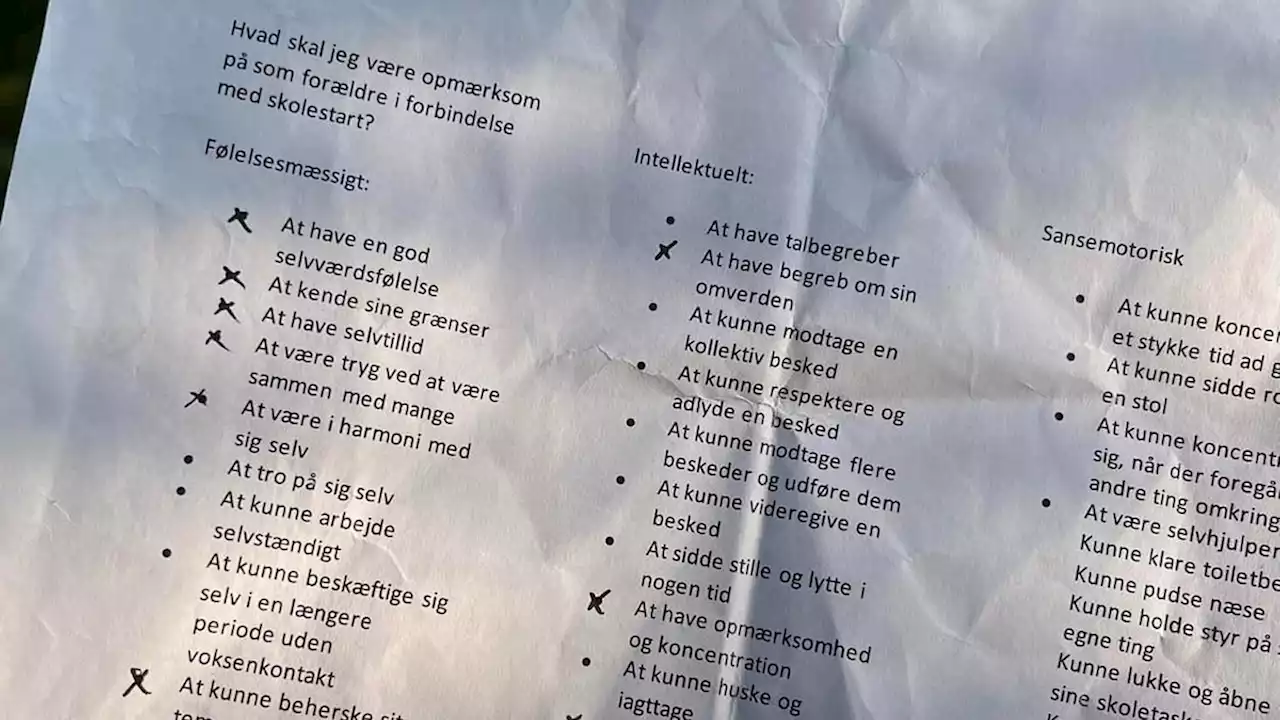 Hvad skal jeg være opmærksom
på som forældre i forbindelse
med skolestart?
Følelsesmæssigt:
At have en god
selvværdsfølelse
At kende sine grænser
At have selvtillid
At være tryg ved at være
sammen med mange
At være i harmoni med
sig selv
At tro på sig selv
At kunne arbejde
selvstændigt
At kunne beskæftige sig
selv i en længere
periode uden
voksenkontakt
At kunne beherske
Intellektuelt:
At have talbegreber
At have begreb om sin
omverden
At kunne modtage en
kollektiv besked
At kunne respektere og
adlyde en besked
At kunne modtage flere
beskeder og udføre dem
At kunne videregive en
besked
At sidde stille og lytte i
nogen tid
At have opmærksomhed
og koncentration
At kunne huske og
iagttage
Sansemotorisk
At kunne
et stykke tid ad
At kunne sidde
en stol
At kunne
sig, når der
andre ting omkring
At være
Kunne klare
Kunne pudse næse
Kunne holde styr på
egne ting
Kunne lukke og åbne
sine